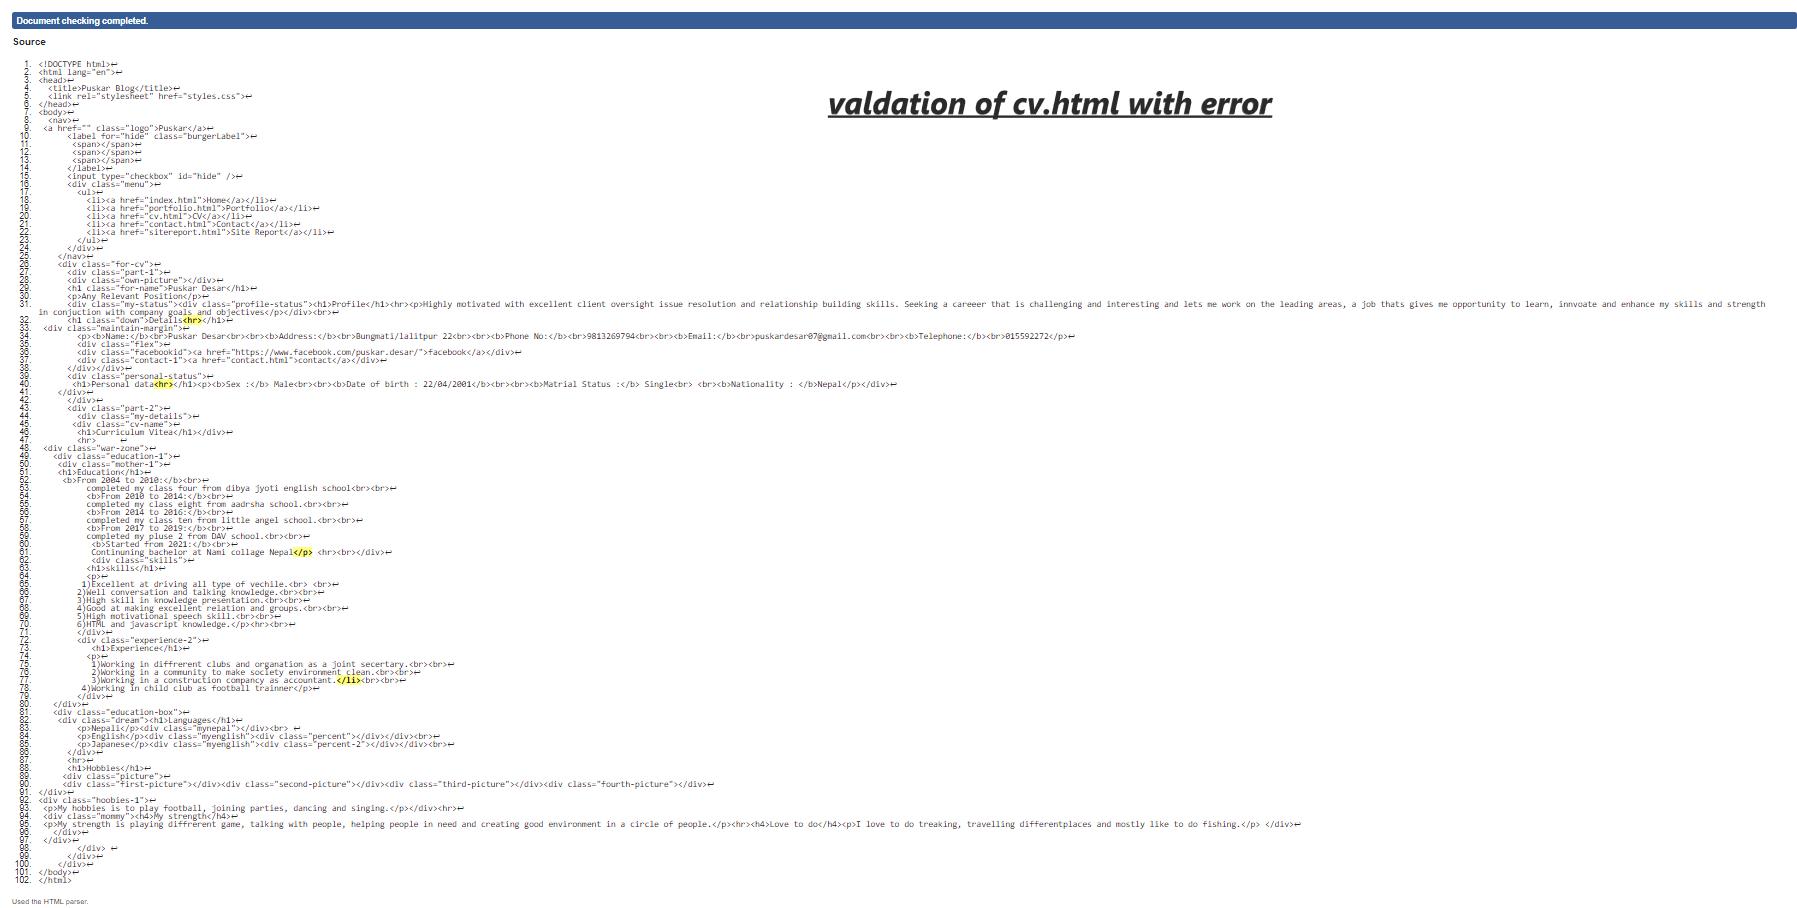 Document checking completed.
Source
valdation of cv.html with error
1. <!DOCTYPE html>↩
2. <html lang="en">↩
3. <head>↩
4. <title>Puskar Blog</title>↩
5. <link rel="stylesheet" href="styles.css">↩
6. </head>↩
7. <body>↩
8. <nav>↩
9. <a href="" class="logo">Puskar</a>↩
10. <label for="hide" class="burgerLabel">↩
11. <span></span>↩
12. <span></span>↩
13. <span></span>↩
14. </label>↩
15. <input type="checkbox" id="hide" />↩
16. <div class="menu">↩
17. <ul>↩
18. <li><a href="index.html">Home</a></li>↩
19. <li><a href="portfolio.html">Portfolio</a></li>↩
20. <li><a href="cv.html">CV</a></li>↩
21. <li><a href="contact.html">Contact</a></li>↩
22. <li><a href="sitereport.html">Site Report</a></li>↩
23. </ul>↩
24. </div>↩
25. </nav>↩
26. <div class="for-cv">↩
27. <div class="part-1">↩
28. <div class="own-picture"></div>↩
29. <h1 class="for-name">Puskar Desar</h1>↩
30. <p>Any Relevant Position</p>↩
31. <div class="my-status"><div class="profile-status"><h1>Profile</h1><hr><p>Highly motivated with excellent client oversight issue resolution and relationship building skills. Seeking a careeer that is challenging and interesting and lets me work on the leading areas, a job thats gives me opportunity to learn, innvoate and enhance my skills and strength
in conjuction with company goals and objectives</p></div><br>↩
32. <h1 class="down">Details<hr></h1>↩
33. <div class="maintain-margin">↩
34. <p><b>Name:</b><br>Puskar Desar<br><br><b>Address:</b><br>Bungmati/lalitpur 22<br><br><b>Phone No:</b><br>9813269794<br><br><b>Email:</b><br>puskardesar07@gmail.com<br><br><b>Telephone:</b><br>015592272</p>↩
35. <div class="flex">↩
36. <div class="facebookid"><a href="https://www.facebook.com/puskar.desar/">facebook</a></div>↩
37. <div class="contact-1"><a href="contact.html">contact</a></div>↩
38. </div></div>↩
39. <div class="personal-status">↩
40. <h1>Personal data<hr></h1><p><b>Sex :</b> Male<br><br><b>Date of birth : 22/04/2001</b><br><br><b>Matrial Status :</b> Single<br> <br><b>Nationality : </b>Nepal</p></div>↩
41. </div>↩
42. </div>↩
43. <div class="part-2">↩
44. <div class="my-details">↩
45. <div class="cv-name">↩
46. <h1>Curriculum Vitea</h1></div>↩
47. <hr> ↩
48. <div class="war-zone">↩
49. <div class="education-1">↩
50. <div class="mother-1">↩
51. <h1>Education</h1>↩
52. <b>From 2004 to 2010:</b><br>↩
53. completed my class four from dibya jyoti english school<br><br>↩
54. <b>From 2010 to 2014:</b><br>↩
55. completed my class eight from aadrsha school.<br><br>↩
56. <b>From 2014 to 2016:</b><br>↩
57. completed my class ten from little angel school.<br><br>↩
58. <b>From 2017 to 2019:</b><br>↩
59. completed my pluse 2 from DAV school.<br><br>↩
60. <b>Started from 2021:</b><br>↩
61. Continuning bachelor at Nami collage Nepal</p> <hr><br></div>↩
62. <div class="skills">↩
63. <h1>skills</h1>↩
64. <p>↩
65. 1)Excellent at driving all type of vechile.<br> <br>↩
66. 2)Well conversation and talking knowledge.<br><br>↩
67. 3)High skill in knowledge presentation.<br><br>↩
68. 4)Good at making excellent relation and groups.<br><br>↩
69. 5)High motivational speech skill.<br><br>↩
70. 6)HTML and javascript knowledge.</p><hr><br>↩
71. </div>↩
72. <div class="experience-2">↩
73. <h1>Experience</h1>↩
74. <p>↩
75. 1)Working in diffrerent clubs and organation as a joint secertary.<br><br>↩
76. 2)Working in a community to make society environment clean.<br><br>↩
77. 3)Working in a construction compancy as accountant.</li><br><br>↩
78. 4)Working in child club as football trainner</p>↩
79. </div>↩
80. </div>↩
81. <div class="education-box">↩
82. <div class="dream"><h1>Languages</h1>↩
83. <p>Nepali</p><div class="mynepal"></div><br> ↩
84. <p>English</p><div class="myenglish"><div class="percent"></div></div><br>↩
85. <p>Japanese</p><div class="myenglish"><div class="percent-2"></div></div><br>↩
86. </div>↩
87. <hr>↩
88. <h1>Hobbies</h1>↩
89. <div class="picture">↩
90. <div class="first-picture"></div><div class="second-picture"></div><div class="third-picture"></div><div class="fourth-picture"></div>↩
91. </div>↩
92. <div class="hoobies-1">↩
93. <p>My hobbies is to play football, joining parties, dancing and singing.</p></div><hr>↩
94. <div class="mommy"><h4>My strength</h4>↩
95. <p>My strength is playing diffrerent game, talking with people, helping people in need and creating good environment in a circle of people.</p><hr><h4>Love to do</h4><p>I love to do treaking, travelling differentplaces and mostly like to do fishing.</p> </div>↩
96. </div>↩
97. </div>↩
98. </div> ↩
99. </div>↩
100. </div>↩
101. </body>↩
102. </html>
Used the HTML parser.